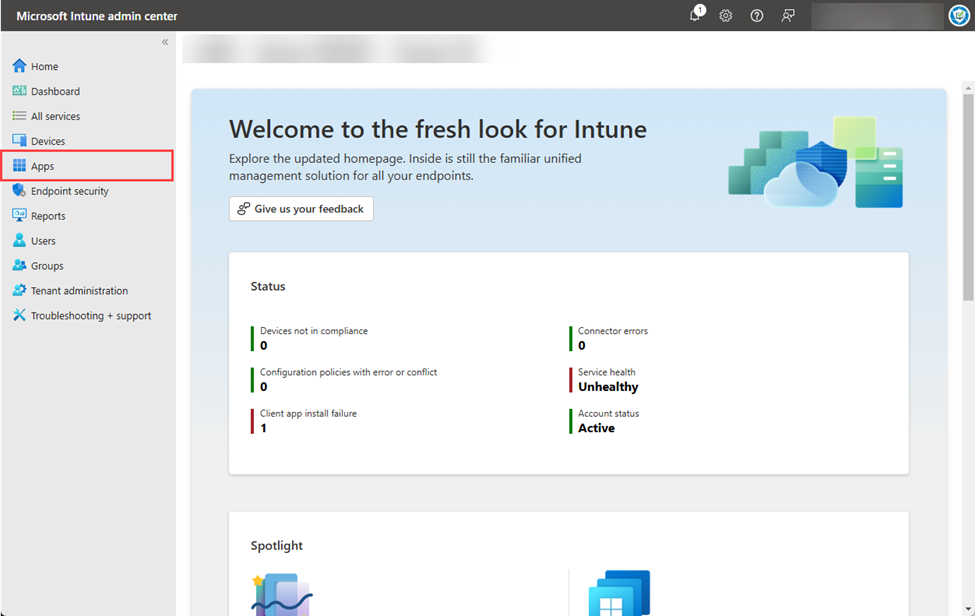 Microsoft Intune admin center
1
«
Home
Dashboard
All services
Devices
Apps
Endpoint security
Reports
Users
Groups
Tenant administration
Troubleshooting + support
Welcome to the fresh look for Intune
Explore the updated homepage. Inside is still the familiar unified
management solution for all your endpoints.
Give us your feedback
Status
Devices not in compliance
0
Connector errors
0
Configuration policies with error or conflict
0
Service health
Unhealthy
Client app install failure
1
Account status
Active
Spotlight